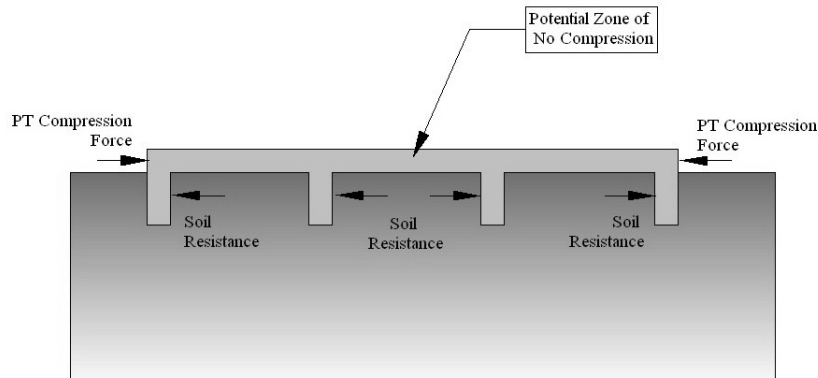 Potential Zone of
No Compression
PT Compression
Force
PT Compression
Force
Soil
Resistance
Soil
Resistance
Soil
Resistance